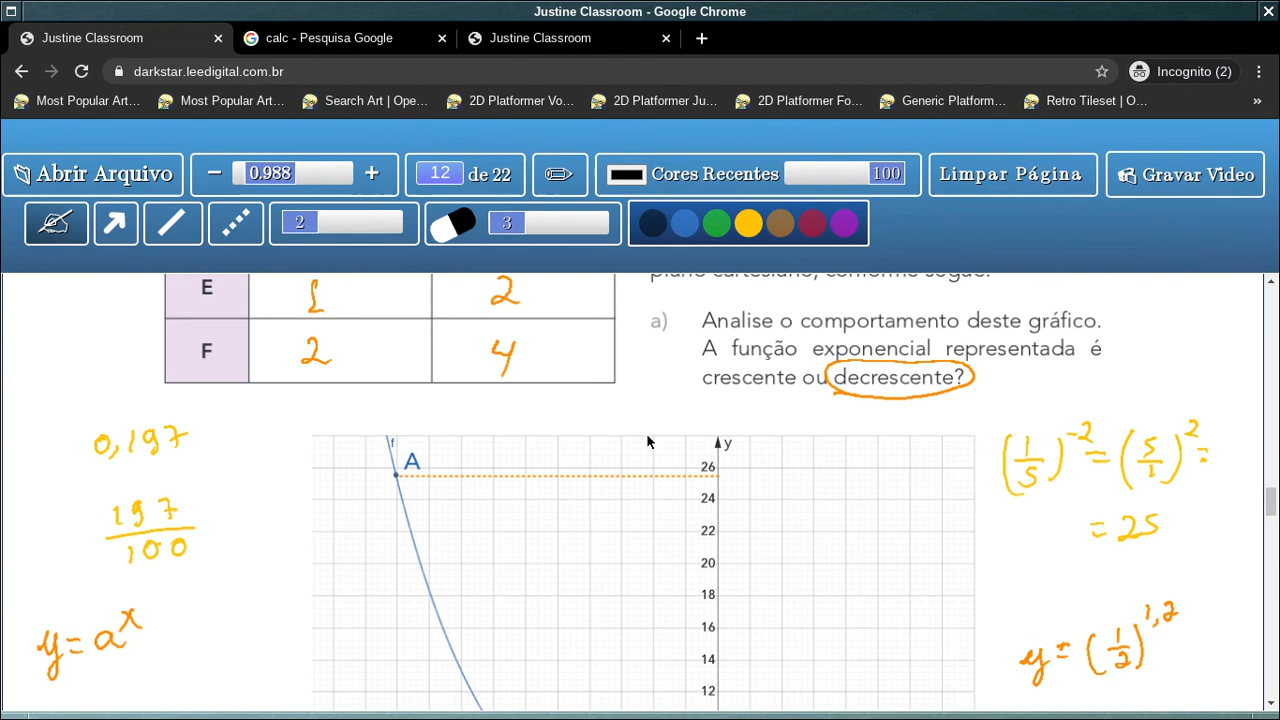 Justine Classroom - Google Chrome
Justine Classroom
calc - Pesquisa Google
Justine Classroom
darkstar.leedigital.com.br
Incognito (2)
Most Popular Art...
Most Popular Art...
Search Art | Ope...
2D Platformer Vo...
2D Platformer Ju...
2D Platformer Fo...
Generic Platform...
Retro Tileset | O...
Abrir Arquivo
0.988
12 de 22
Cores Recentes
100
Limpar Página
Gravar Video
2
3
plano cartesiano, conforme segue.
E 1 2
F 2 4
a) Analise o comportamento deste gráfico.
A função exponencial representada é
crescente ou decrescente?
0,197
197
100
y = a^x
f
A
y
26
24
22
20
18
16
14
12
(1/5)^-2 = (5/1)^2 =
= 25
y = (1/2)^1,2